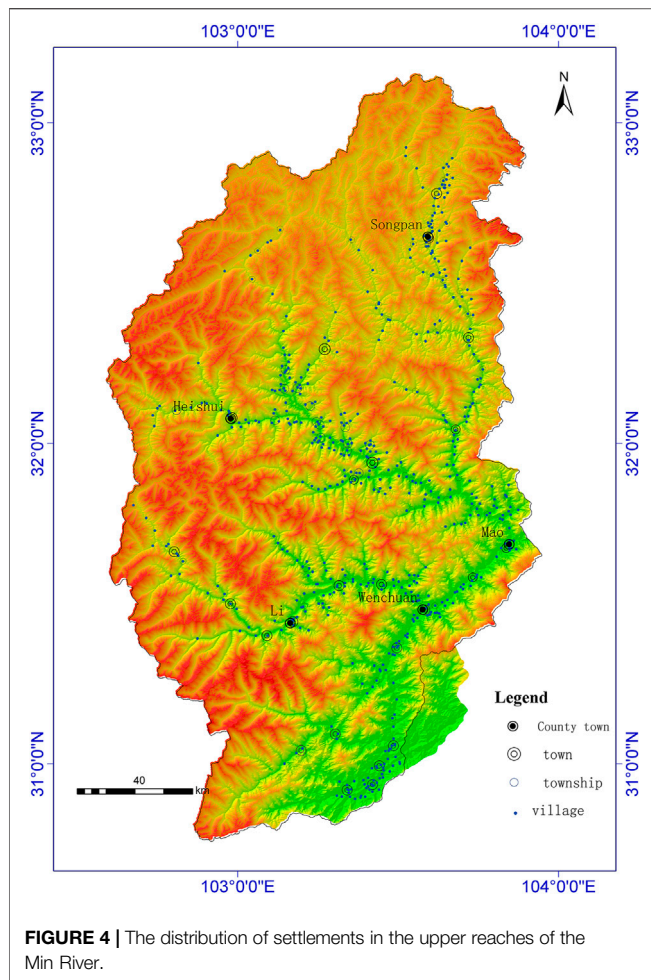 103°0'0"E
104°0'0"E
N
33°0'0"N
33°0'0"N
Songpan
Heishui
32°0'0"N
32°0'0"N
Mao
Wenchuan
Li
Legend
County town
town
township
village
31°0'0"N
31°0'0"N
40
km
103°0'0"E
104°0'0"E
FIGURE 4 | The distribution of settlements in the upper reaches of the
Min River.